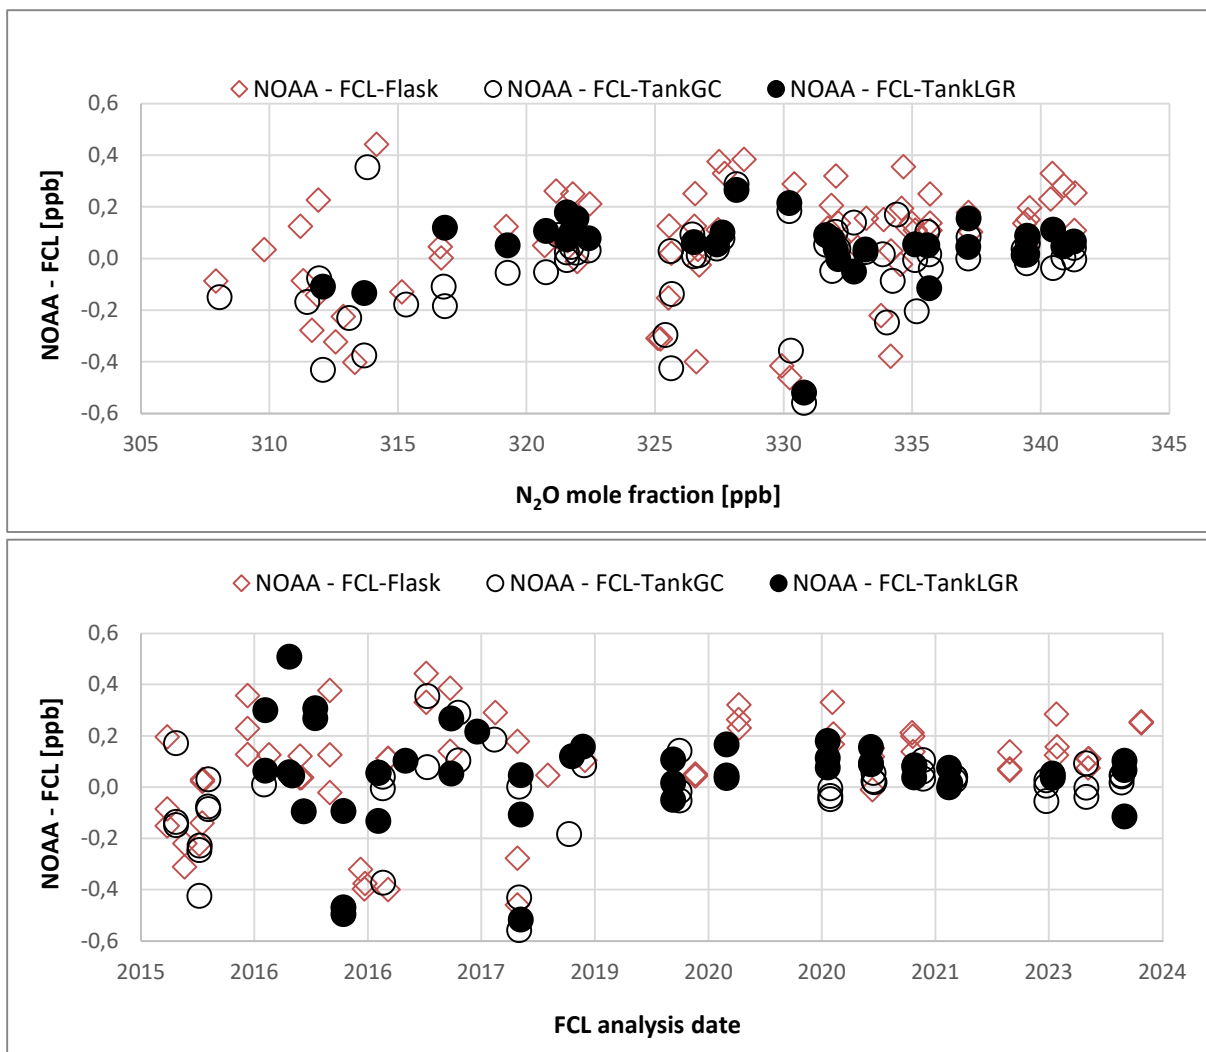 NOAA - FCL-Flask NOAA - FCL-TankGC NOAA - FCL-TankLGR
0,6
0,4
0,2
0,0
-0,2
-0,4
-0,6
NOAA - FCL [ppb]
305 310 315 320 325 330 335 340 345
N₂O mole fraction [ppb]
NOAA - FCL-Flask NOAA - FCL-TankGC NOAA - FCL-TankLGR
0,6
0,4
0,2
0,0
-0,2
-0,4
-0,6
NOAA - FCL [ppb]
2015 2016 2016 2017 2019 2020 2020 2021 2023 2024
FCL analysis date